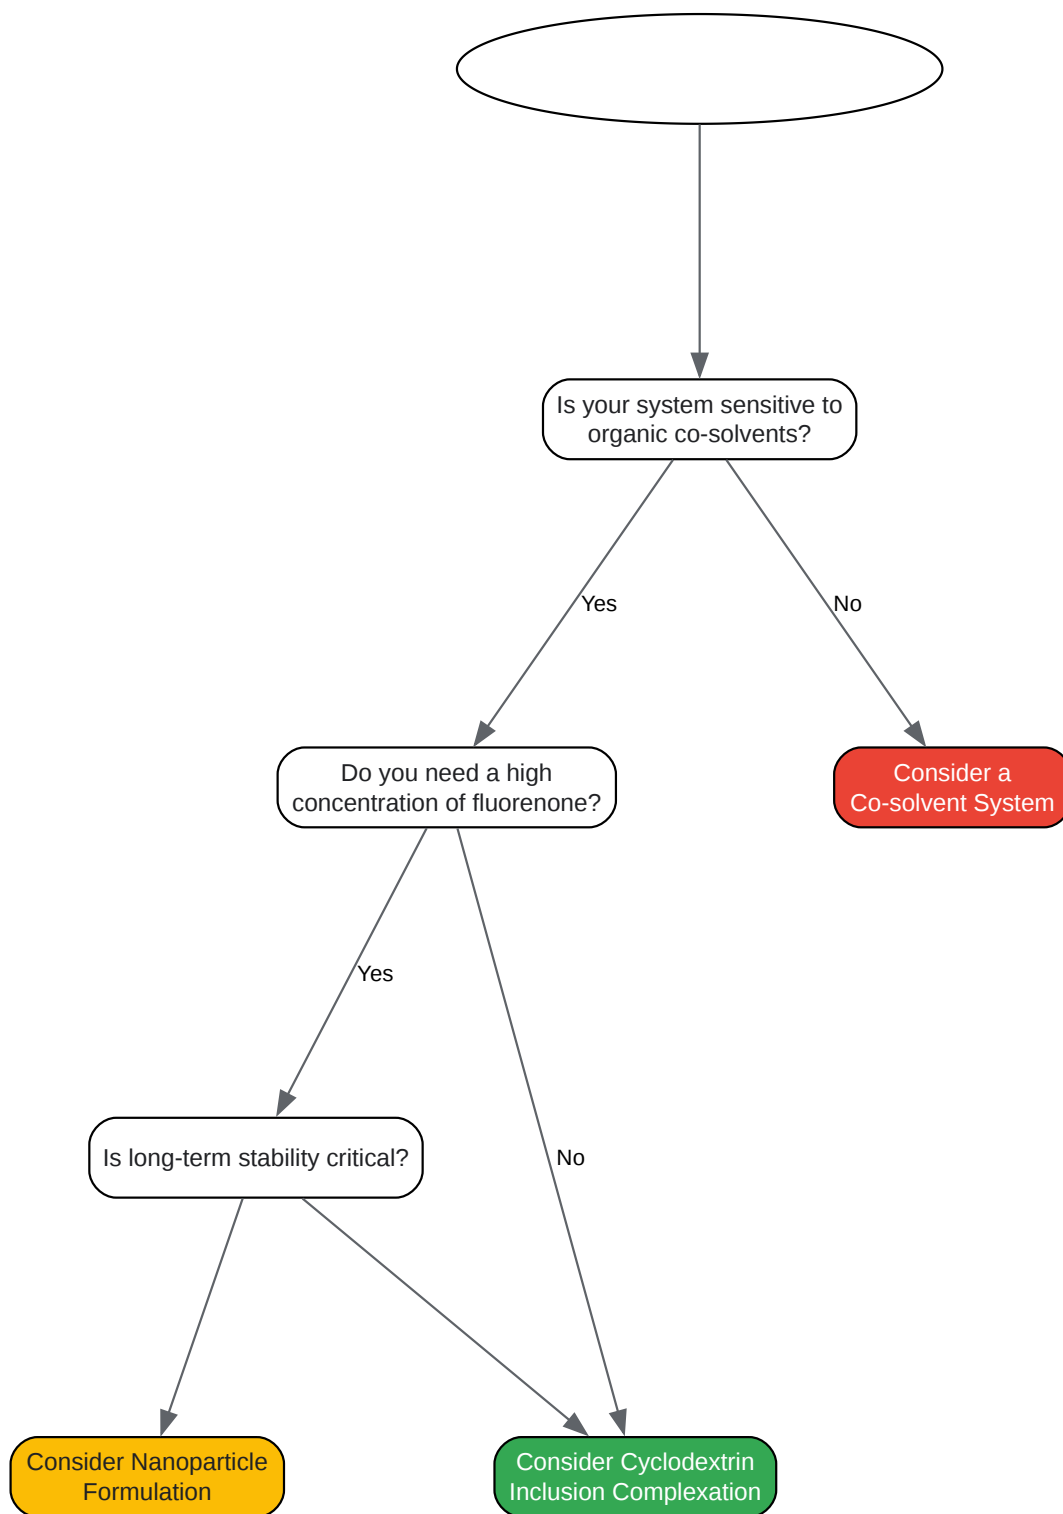 Is your system sensitive to
organic co-solvents?
Yes
No
Do you need a high
concentration of fluorenone?
Consider a
Co-solvent System
Yes
Is long-term stability critical?
No
Consider Nanoparticle
Formulation
Consider Cyclodextrin
Inclusion Complexation